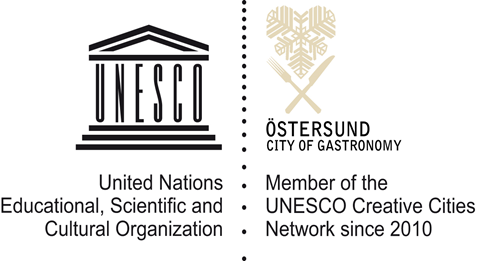 UNESCO
United Nations
Educational, Scientific and
Cultural Organization
ÖSTERSUND
CITY OF GASTRONOMY
Member of the
UNESCO Creative Cities
Network since 2010